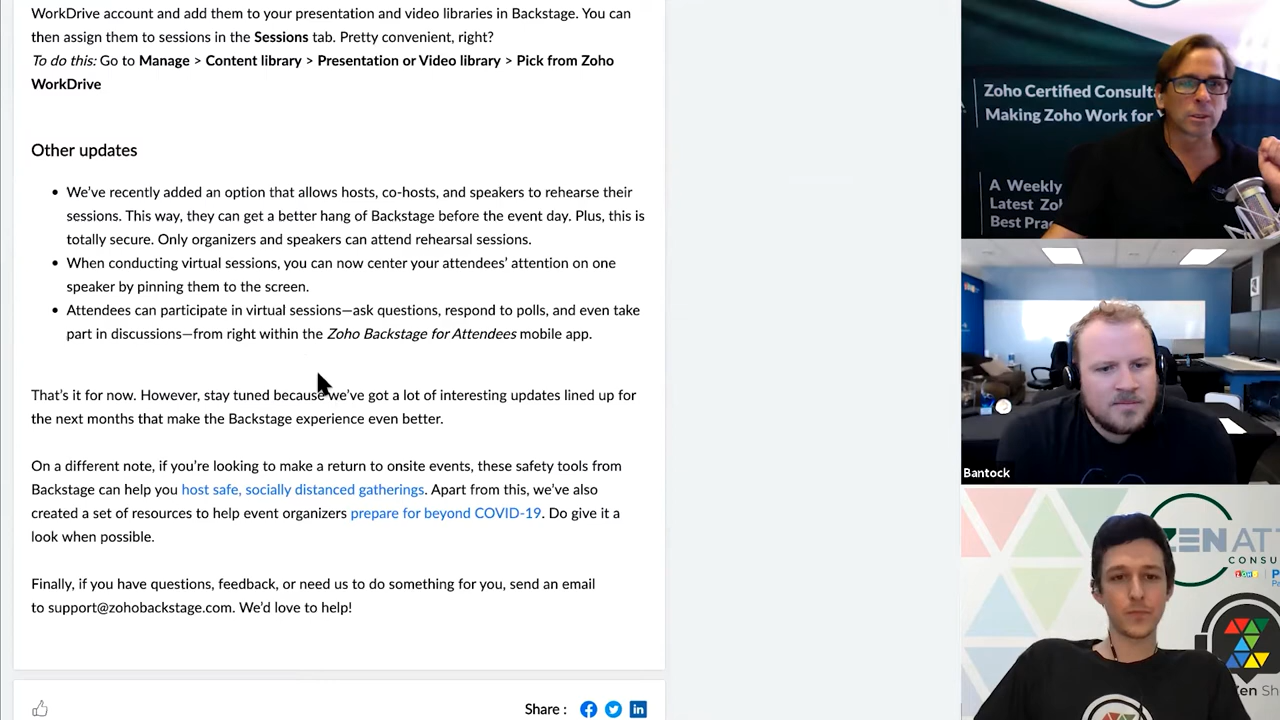 WorkDrive account and add them to your presentation and video libraries in Backstage. You can
then assign them to sessions in the Sessions tab. Pretty convenient, right?
To do this: Go to Manage > Content library > Presentation or Video library > Pick from Zoho
WorkDrive
Other updates
• We've recently added an option that allows hosts, co-hosts, and speakers to rehearse their
sessions. This way, they can get a better hang of Backstage before the event day. Plus, this is
totally secure. Only organizers and speakers can attend rehearsal sessions.
• When conducting virtual sessions, you can now center your attendees' attention on one
speaker by pinning them to the screen.
• Attendees can participate in virtual sessions—ask questions, respond to polls, and even take
part in discussions—from right within the Zoho Backstage for Attendees mobile app.
That's it for now. However, stay tuned because we've got a lot of interesting updates lined up for
the next months that make the Backstage experience even better.
On a different note, if you're looking to make a return to onsite events, these safety tools from
Backstage can help you host safe, socially distanced gatherings. Apart from this, we've also
created a set of resources to help event organizers prepare for beyond COVID-19. Do give it a
look when possible.
Finally, if you have questions, feedback, or need us to do something for you, send an email
to support@zohobackstage.com. We'd love to help!
Share :
Zoho Certified Consult
Making Zoho Work for
A Weekly
Latest Zoh
Best Prac
Bantock
ZEN ATT
CONSU
ZOHO
Zen Sh